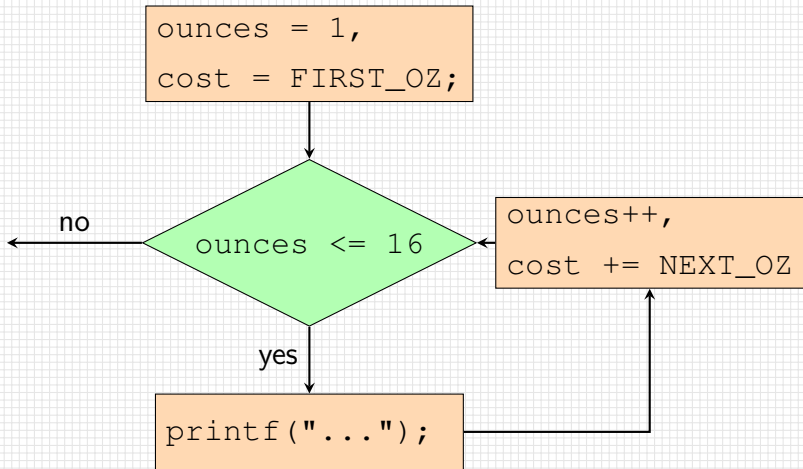 ounces = 1,
cost = FIRST_OZ;
no
ounces <= 16
ounces++,
cost += NEXT_OZ
yes
printf("...");